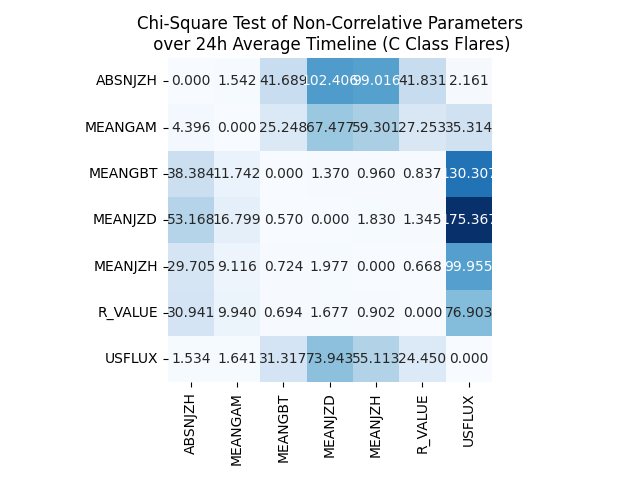 Chi-Square Test of Non-Correlative Parameters
over 24h Average Timeline (C Class Flares)
ABSNJZH 0.000 1.542 41.689 102.406 99.016 41.831 2.161
MEANGAM 4.396 0.000 25.248 67.477 59.301 27.253 35.314
MEANGBT 38.384 11.742 0.000 1.370 0.960 0.837 130.307
MEANJZD 53.168 16.799 0.570 0.000 1.830 1.345 175.367
MEANJZH 29.705 9.116 0.724 1.977 0.000 0.668 99.955
R_VALUE 30.941 9.940 0.694 1.677 0.902 0.000 76.903
USFLUX 1.534 1.641 31.317 73.943 55.113 24.450 0.000
ABSNJZH MEANGAM MEANGBT MEANJZD MEANJZH R_VALUE USFLUX